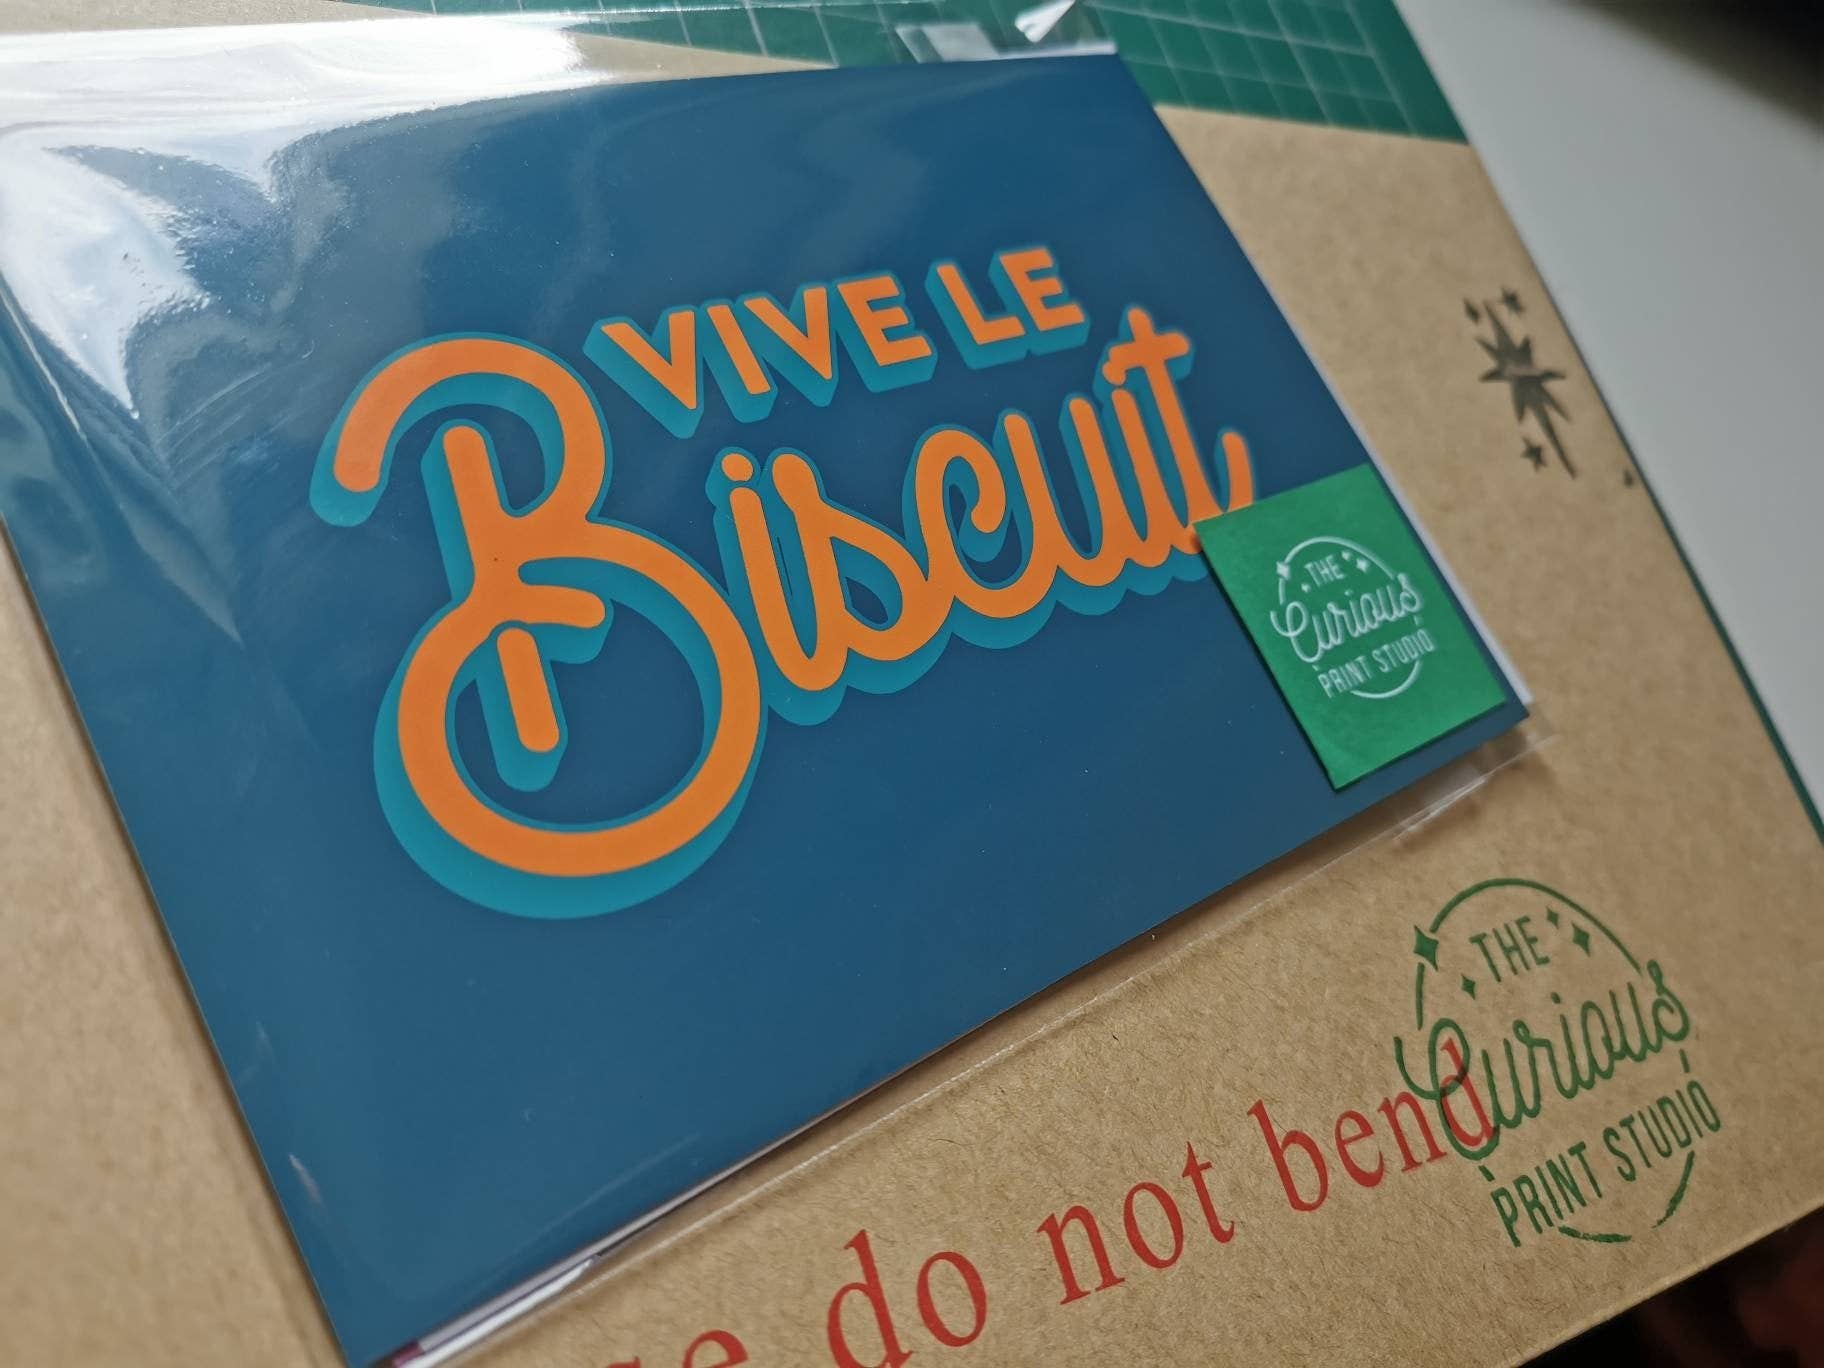 VIVE LE
Biscuit
THE
Curious
PRINT STUDIO
THE
Curious
PRINT STUDIO
do not bend